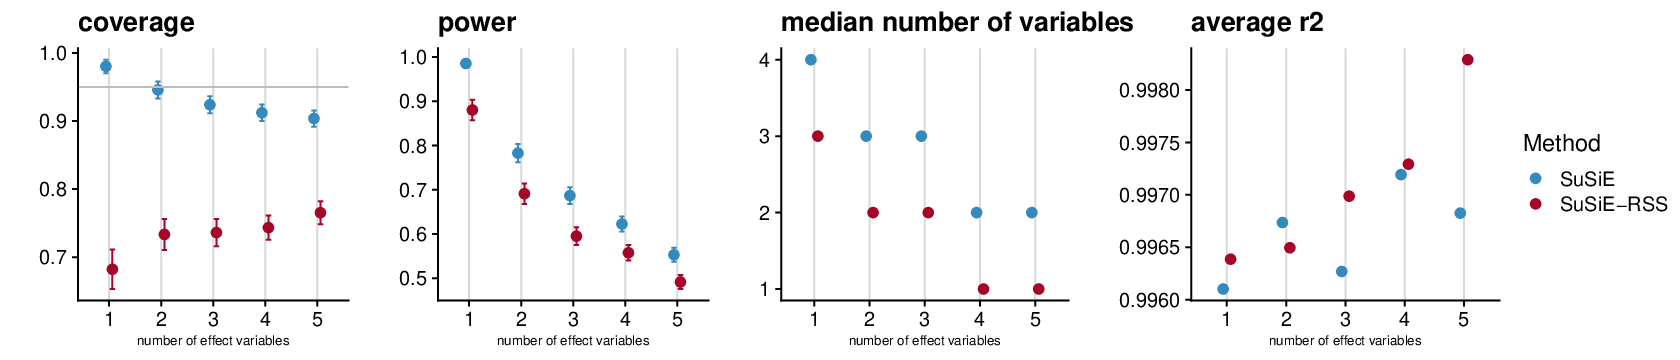 coverage
1.0
0.9
0.8
0.7
1 2 3 4 5
number of effect variables
power
1.0
0.9
0.8
0.7
0.6
0.5
1 2 3 4 5
number of effect variables
median number of variables
4
3
2
1
1 2 3 4 5
number of effect variables
average r2
0.9980
0.9975
0.9970
0.9965
0.9960
1 2 3 4 5
number of effect variables
Method
SuSiE
SuSiE−RSS